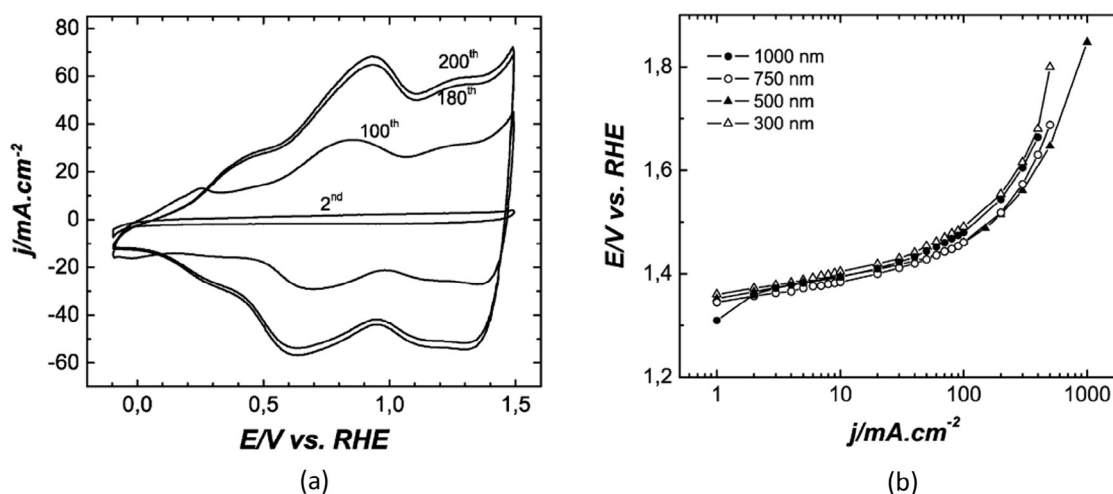 80
60
40
20
0
-20
-40
-60
j/mA.cm-2
200th
180th
100th
2nd
0,0 0,5 1,0 1,5
E/V vs. RHE
(a)
1,8
1,6
1,4
1,2
E/V vs. RHE
1000 nm
750 nm
500 nm
300 nm
1 10 100 1000
j/mA.cm-2
(b)